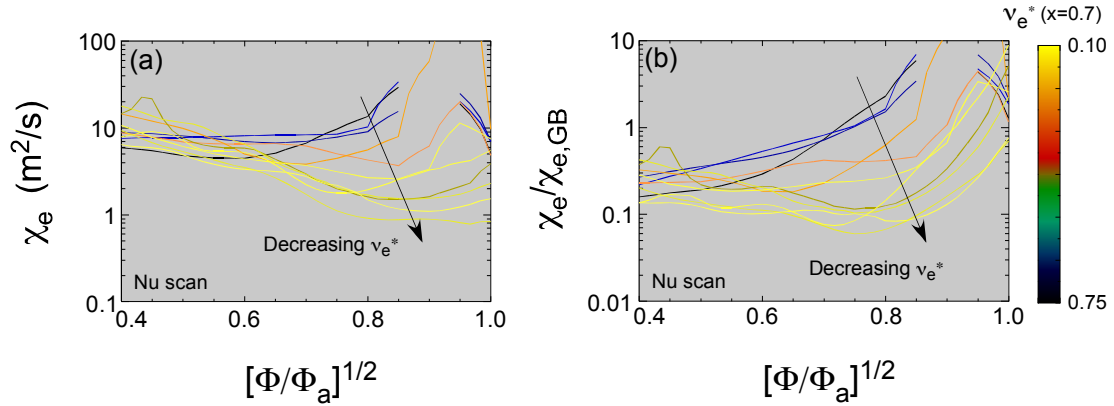 (a)
100
10
1
0.1
χe (m²/s)
Decreasing νe*
Nu scan
0.4 0.6 0.8 1.0
[Φ/Φa]1/2
(b)
10
1
0.1
0.01
χe/χe,GB
Decreasing νe*
Nu scan
0.4 0.6 0.8 1.0
[Φ/Φa]1/2
νe* (x=0.7)
0.10
0.75